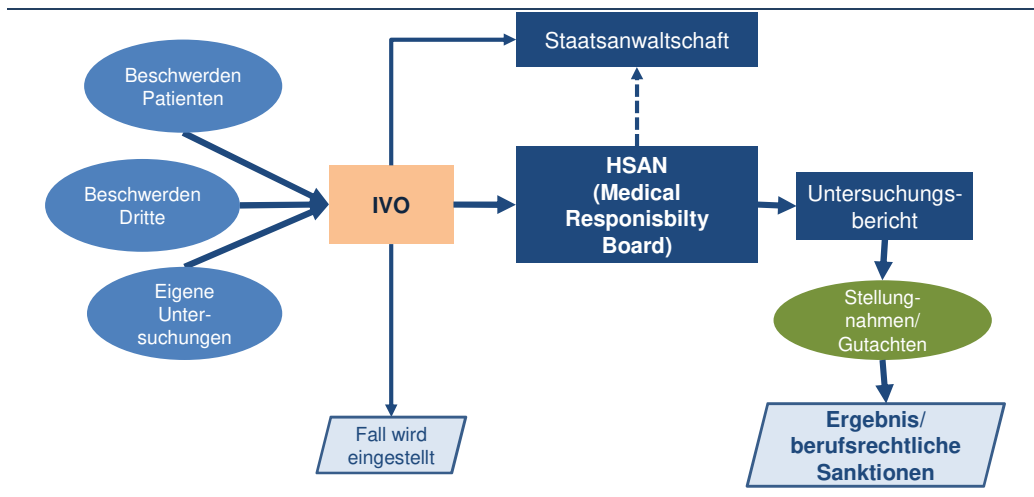 Staatsanwaltschaft
Beschwerden
Patienten
Beschwerden
Dritte
Eigene
Unter-
suchungen
IVO
HSAN
(Medical
Responisbilty
Board)
Untersuchungs-
bericht
Stellung-
nahmen/
Gutachten
Fall wird
eingestellt
Ergebnis/
berufsrechtliche
Sanktionen